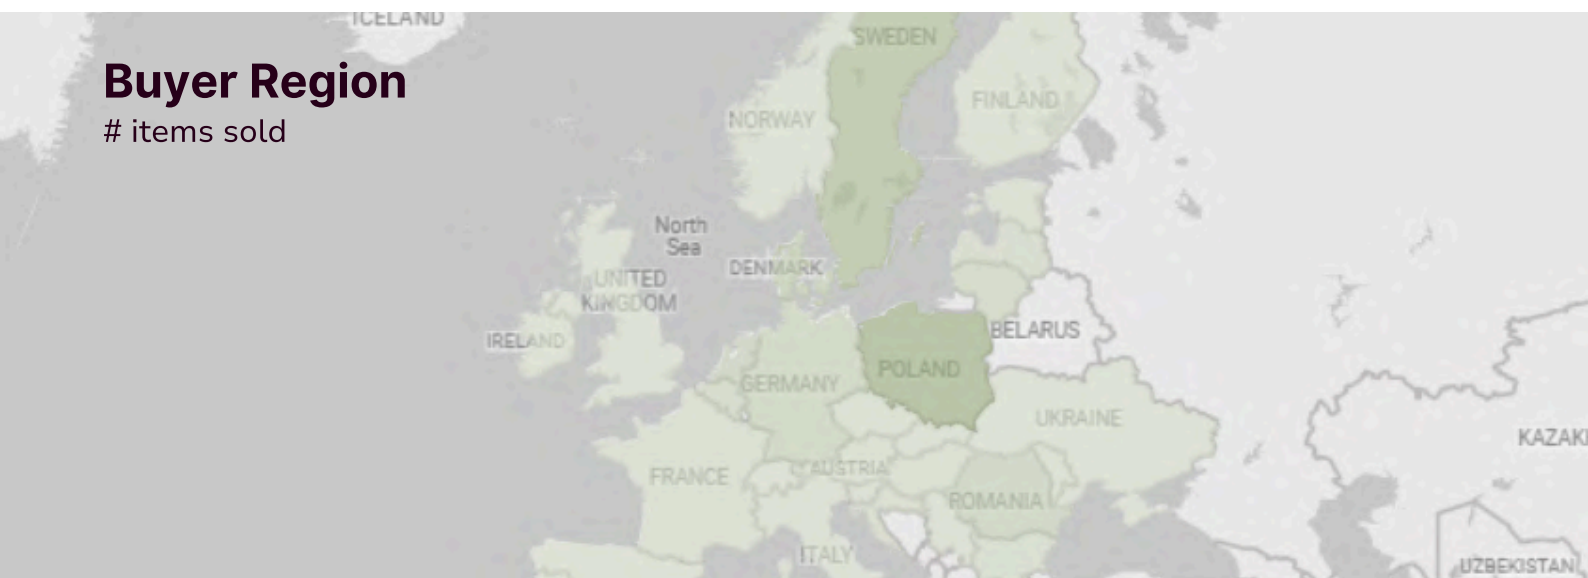 ICELAND
Buyer Region
# items sold
SWEDEN
FINLAND
NORWAY
North
Sea
DENMARK
UNITED
KINGDOM
IRELAND
BELARUS
POLAND
GERMANY
UKRAINE
FRANCE
AUSTRIA
ROMANIA
ITALY
KAZAK
UZBEKISTAN